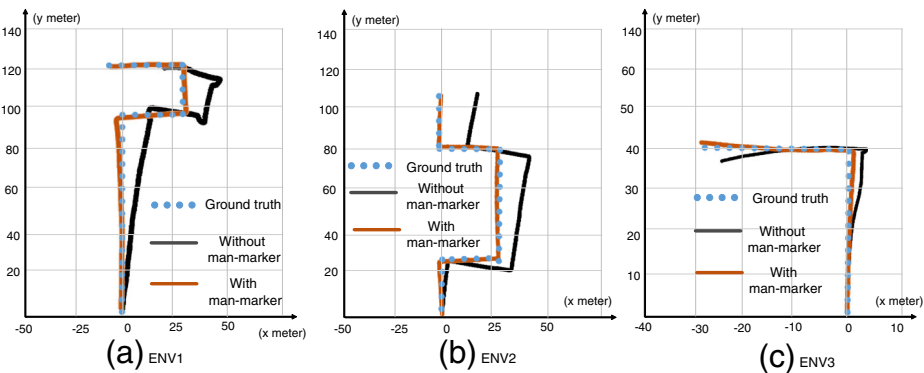 (y meter)
140
120
100
80
60
40
20
-50
-25
0
25
50
(x meter)
Ground truth
Without
man-marker
With
man-marker
(a) ENV1
(y meter)
140
120
100
80
60
40
20
-50
-25
0
25
50
(x meter)
Ground truth
Without
man-marker
With
man-marker
(b) ENV2
(y meter)
140
60
50
40
30
20
10
-40
-30
-20
-10
0
10
(x meter)
Ground truth
Without
man-marker
With
man-marker
(c) ENV3